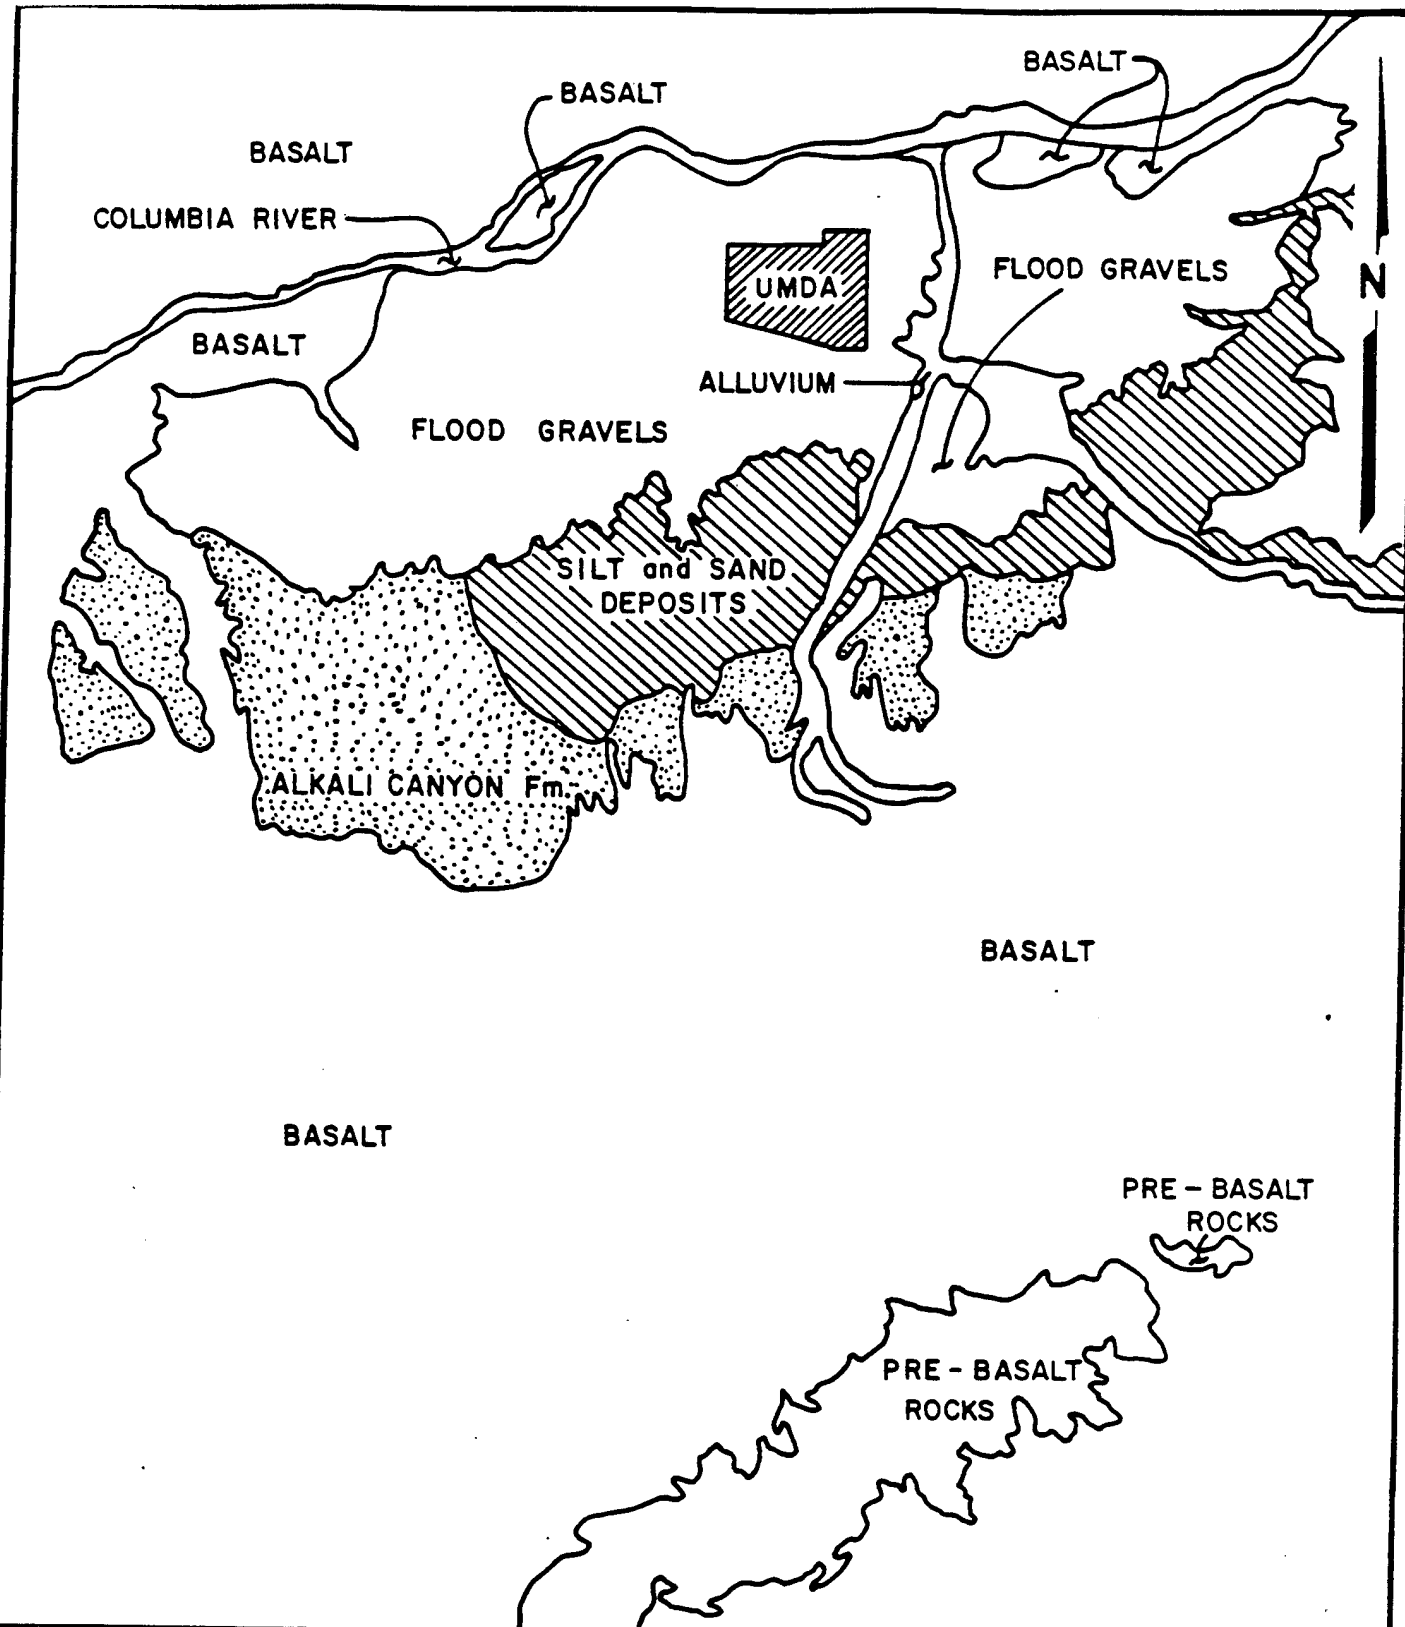 BASALT
BASALT
BASALT
COLUMBIA RIVER
FLOOD GRAVELS
N
UMDA
BASALT
ALLUVIUM
FLOOD GRAVELS
SILT and SAND
DEPOSITS
ALKALI CANYON Fm.
BASALT
BASALT
PRE-BASALT
ROCKS
PRE-BASALT
ROCKS